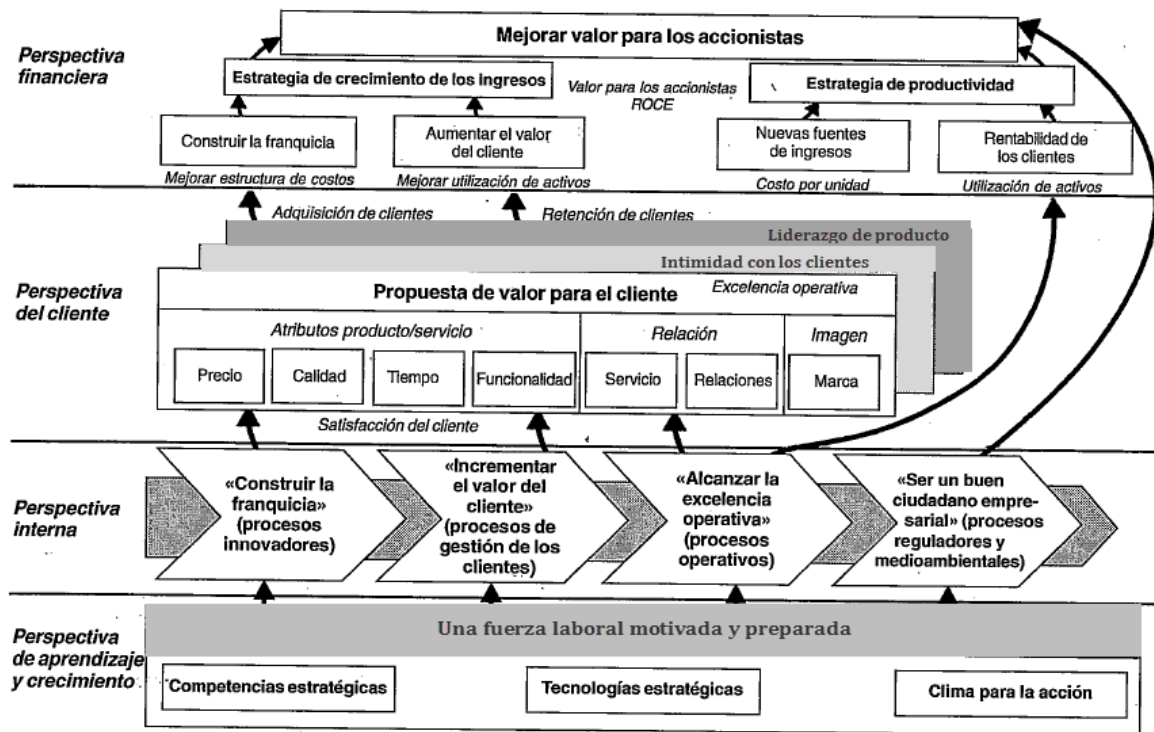 Perspectiva
financiera
Mejorar valor para los accionistas
Estrategia de crecimiento de los ingresos
Valor para los accionistas
ROCE
Estrategia de productividad
Construir la franquicia
Aumentar el valor
del cliente
Nuevas fuentes
de ingresos
Rentabilidad de
los clientes
Mejorar estructura de costos
Mejorar utilización de activos
Costo por unidad
Utilización de activos
Adquisición de clientes
Retención de clientes
Perspectiva
del cliente
Liderazgo de producto
Intimidad con los clientes
Propuesta de valor para el cliente
Excelencia operativa
Atributos producto/servicio
Relación
Imagen
Precio
Calidad
Tiempo
Funcionalidad
Servicio
Relaciones
Marca
Satisfacción del cliente
Perspectiva
interna
«Construir la
franquicia»
(procesos
innovadores)
«Incrementar
el valor del
cliente»
(procesos de
gestión de los
clientes)
«Alcanzar la
excelencia
operativa»
(procesos
operativos)
«Ser un buen
ciudadano empre-
sarial» (procesos
reguladores y
medioambientales)
Perspectiva
de aprendizaje
y crecimiento
Una fuerza laboral motivada y preparada
Competencias estratégicas
Tecnologías estratégicas
Clima para la acción